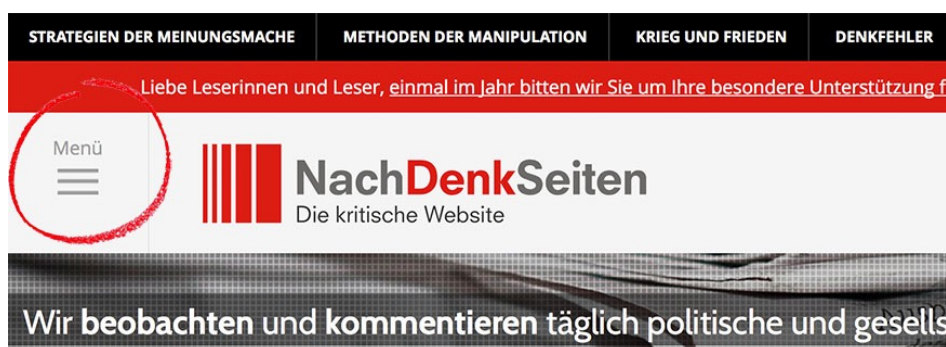 STRATEGIEN DER MEINUNGSMACHE METHODEN DER MANIPULATION KRIEG UND FRIEDEN DENKFEHLER
Liebe Leserinnen und Leser, einmal im Jahr bitten wir Sie um Ihre besondere Unterstützung f
Menü
NachDenkSeiten
Die kritische Website
Wir beobachten und kommentieren täglich politische und gesells